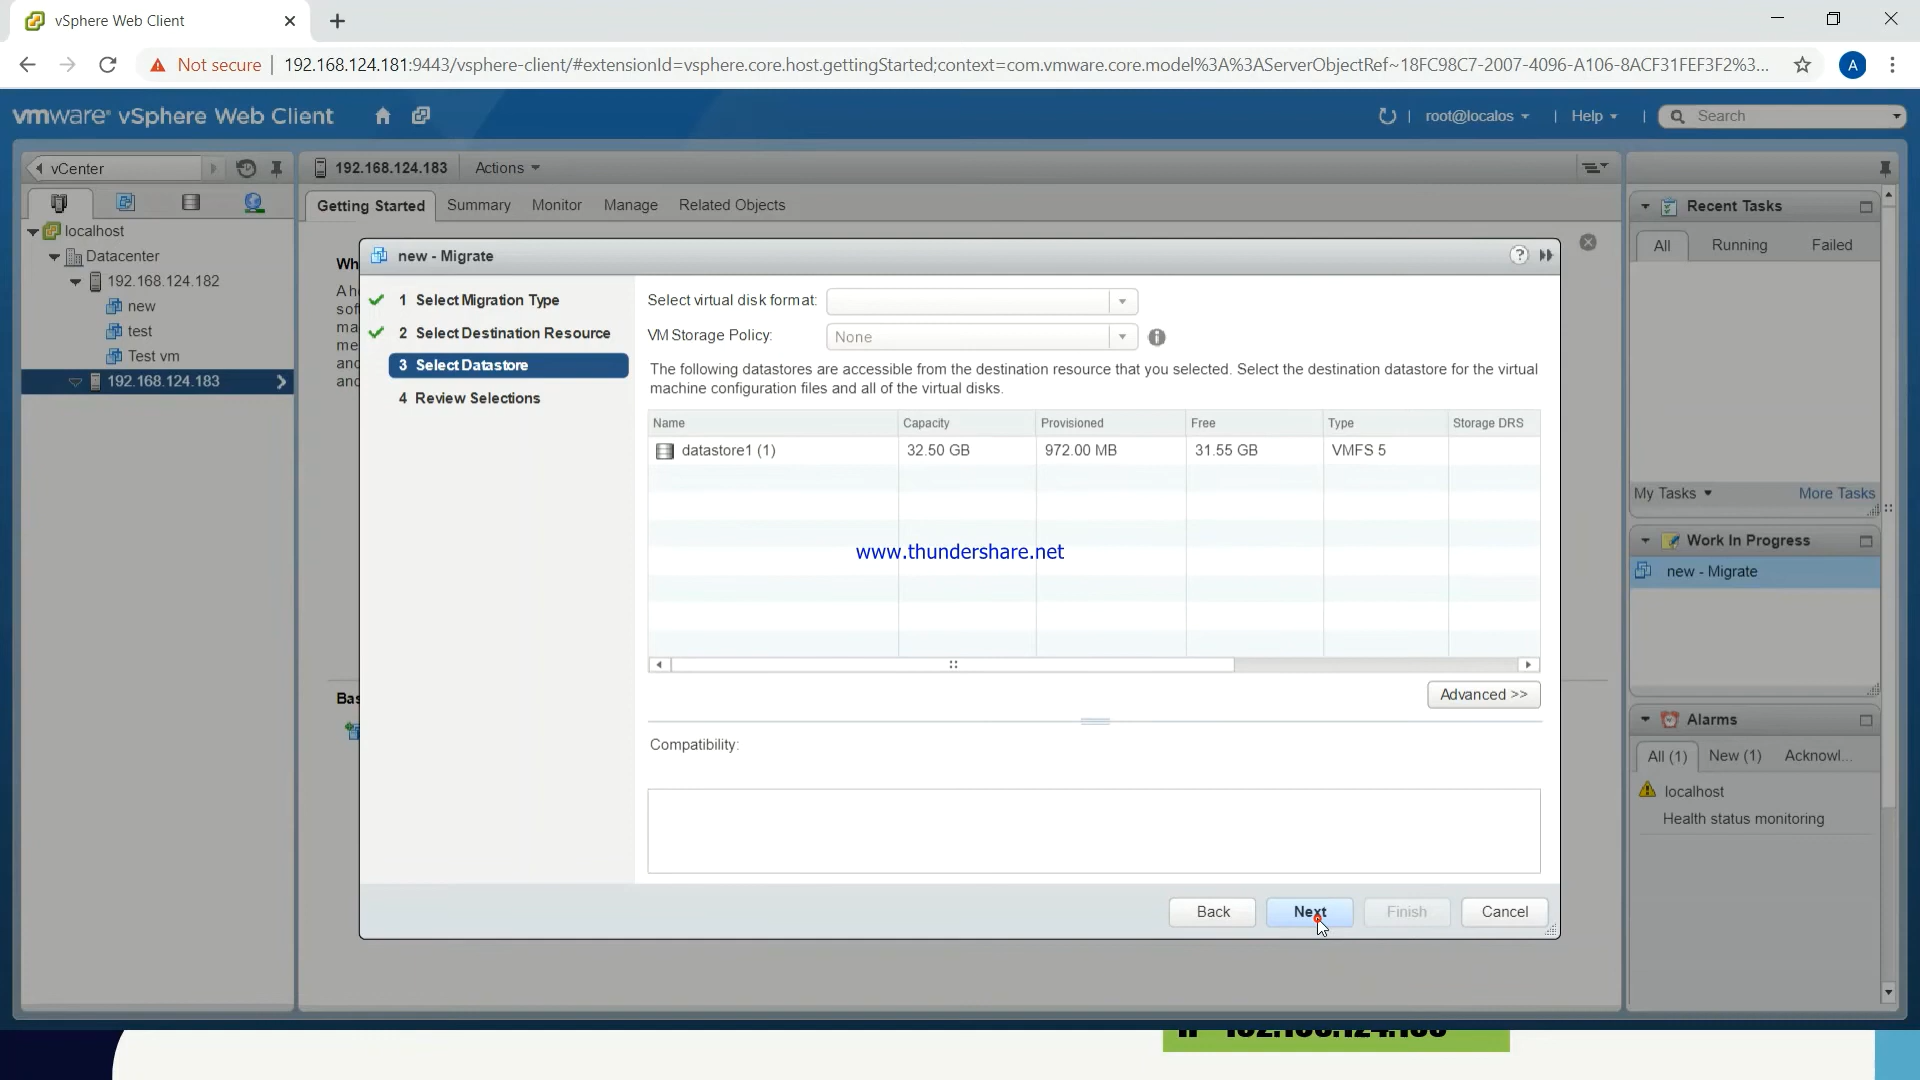 vSphere Web Client
Not secure
192.168.124.181:9443/vsphere-client/#extensionId=vsphere.core.host.gettingStarted;context=com.vmware.core.model%3A%3AServerObjectRef~18FC98C7-2007-4096-A106-8ACF31FEF3F2%3...
A
vmware® vSphere Web Client
root@localos
Help
Search
vCenter
192.168.124.183
Actions
Getting Started
Summary
Monitor
Manage
Related Objects
localhost
Datacenter
192.168.124.182
new
test
Test vm
192.168.124.183
Wh
A h
sof
ma
me
and
and
Bas
new - Migrate
?
1 Select Migration Type
2 Select Destination Resource
3 Select Datastore
4 Review Selections
Select virtual disk format:
VM Storage Policy:
None
The following datastores are accessible from the destination resource that you selected. Select the destination datastore for the virtual
machine configuration files and all of the virtual disks.
Name Capacity Provisioned Free Type Storage DRS
datastore1 (1) 32.50 GB 972.00 MB 31.55 GB VMFS 5
www.thundershare.net
Advanced >>
Compatibility:
Back
Next
Finish
Cancel
Recent Tasks
All
Running
Failed
My Tasks
More Tasks
Work In Progress
new - Migrate
Alarms
All (1)
New (1)
Acknowl...
localhost
Health status monitoring